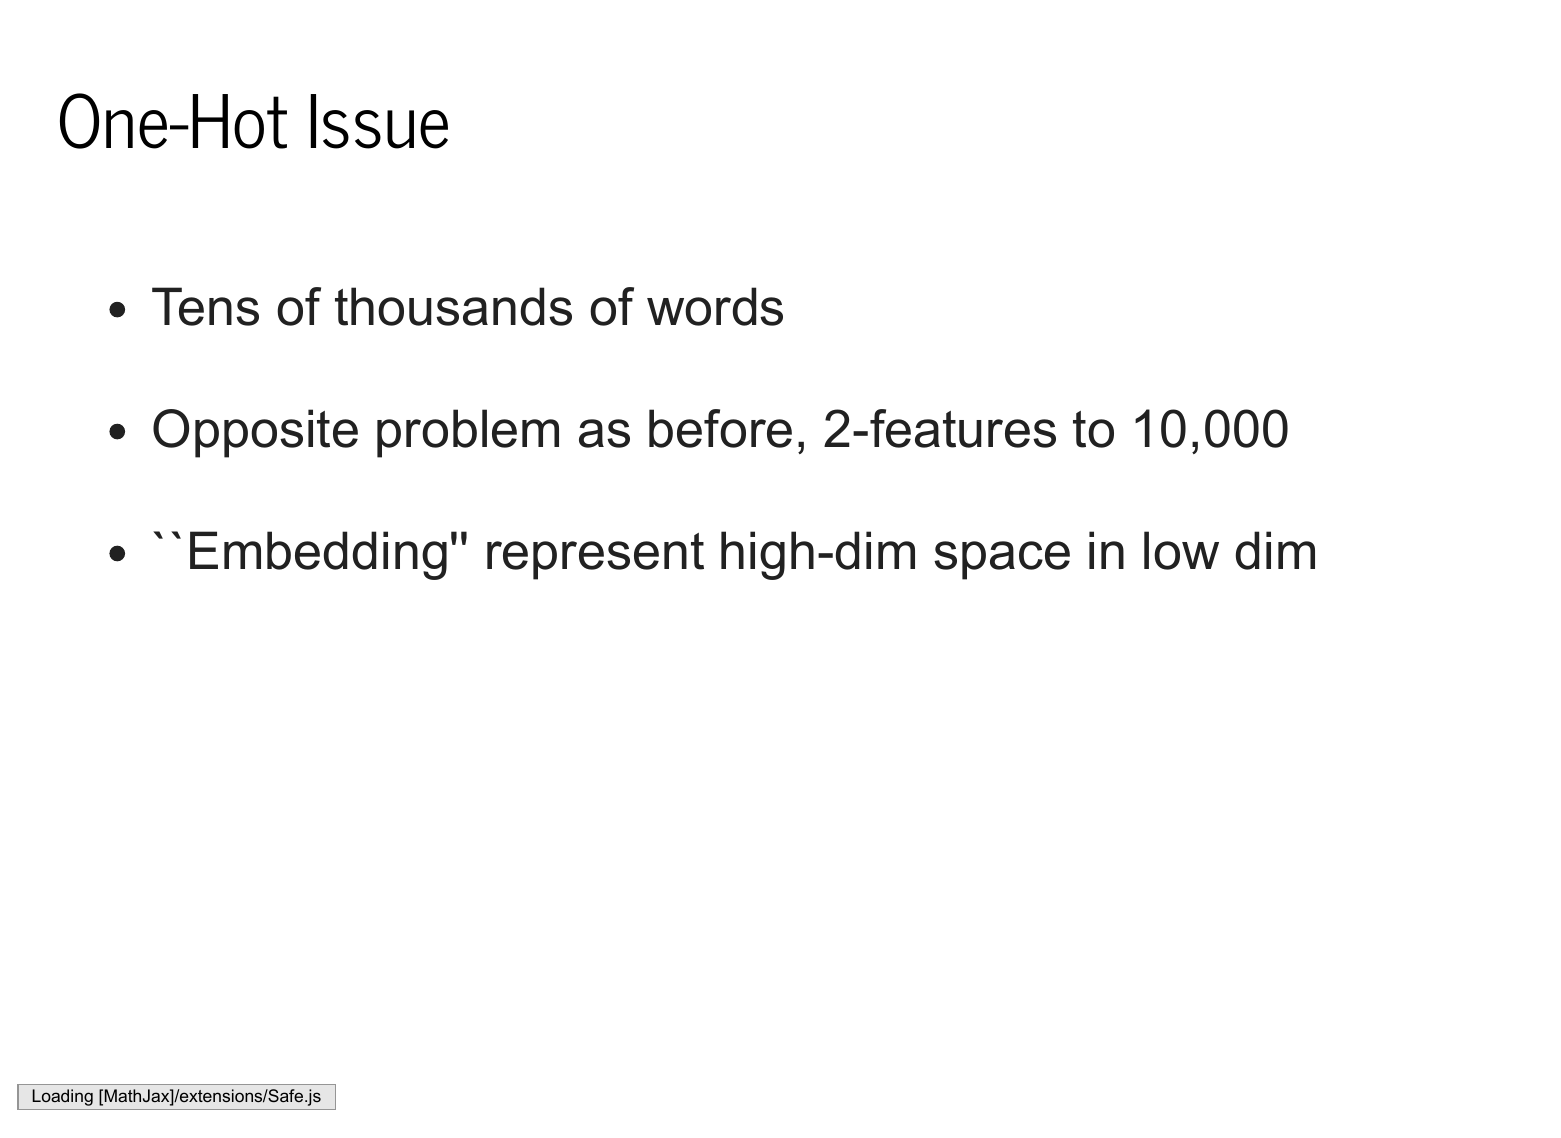 One-Hot Issue
• Tens of thousands of words
• Opposite problem as before, 2-features to 10,000
• ``Embedding'' represent high-dim space in low dim
Loading [MathJax]/extensions/Safe.js